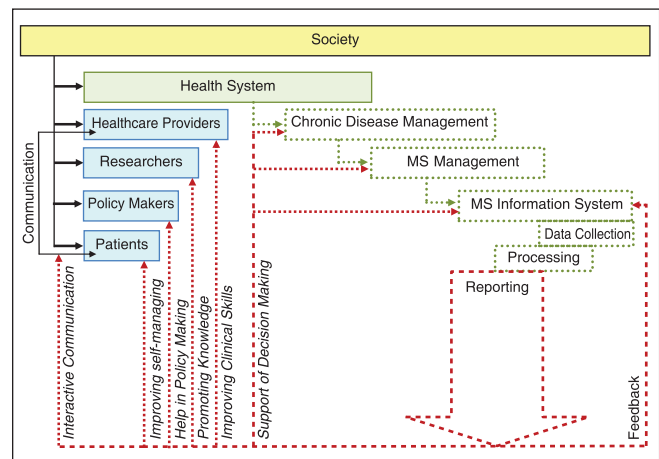 Society
Health System
Healthcare Providers
Chronic Disease Management
Researchers
MS Management
Policy Makers
MS Information System
Patients
Data Collection
Processing
Reporting
Communication
Interactive Communication
Improving self-managing
Help in Policy Making
Promoting Knowledge
Improving Clinical Skills
Support of Decision Making
Feedback